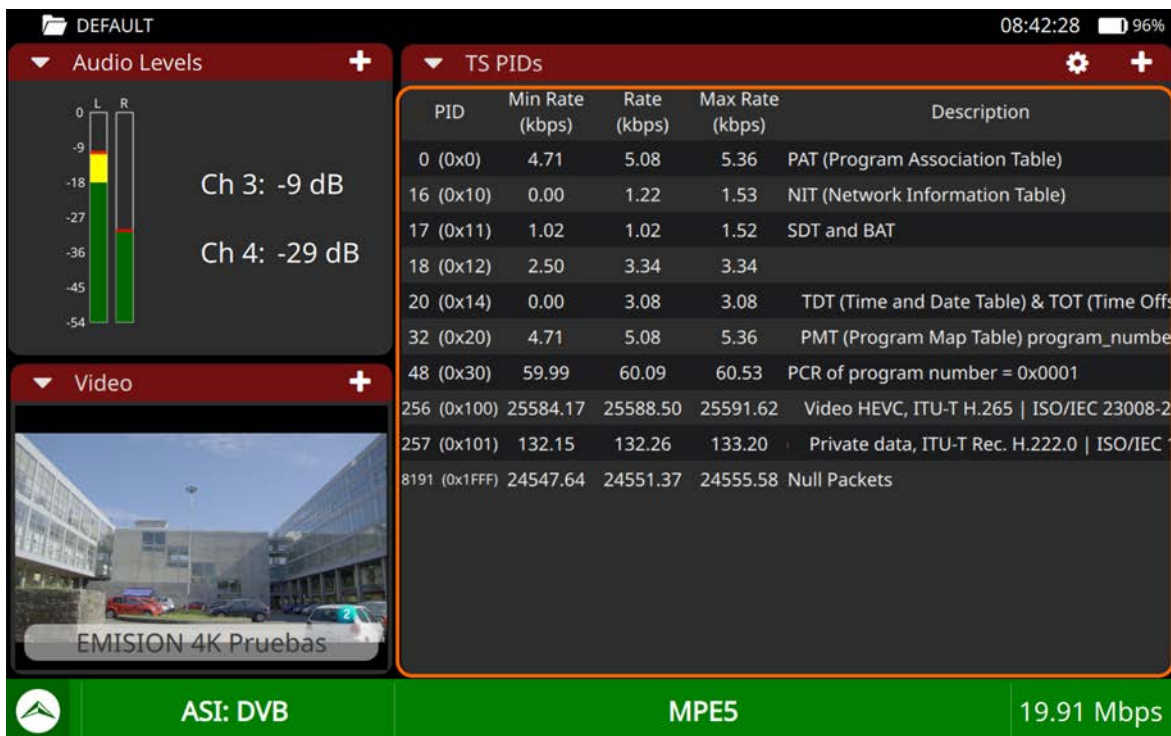 DEFAULT
08:42:28 96%
Audio Levels
TS PIDs
L R
0
-9
-18
-27
-36
-45
-54
Ch 3: -9 dB
Ch 4: -29 dB
Video
2
EMISION 4K Pruebas
PID Min Rate (kbps) Rate (kbps) Max Rate (kbps) Description
0 (0x0) 4.71 5.08 5.36 PAT (Program Association Table)
16 (0x10) 0.00 1.22 1.53 NIT (Network Information Table)
17 (0x11) 1.02 1.02 1.52 SDT and BAT
18 (0x12) 2.50 3.34 3.34
20 (0x14) 0.00 3.08 3.08 TDT (Time and Date Table) & TOT (Time Offs
32 (0x20) 4.71 5.08 5.36 PMT (Program Map Table) program_numbe
48 (0x30) 59.99 60.09 60.53 PCR of program number = 0x0001
256 (0x100) 25584.17 25588.50 25591.62 Video HEVC, ITU-T H.265 | ISO/IEC 23008-2
257 (0x101) 132.15 132.26 133.20 Private data, ITU-T Rec. H.222.0 | ISO/IEC
8191 (0x1FFF) 24547.64 24551.37 24555.58 Null Packets
ASI: DVB
MPE5
19.91 Mbps